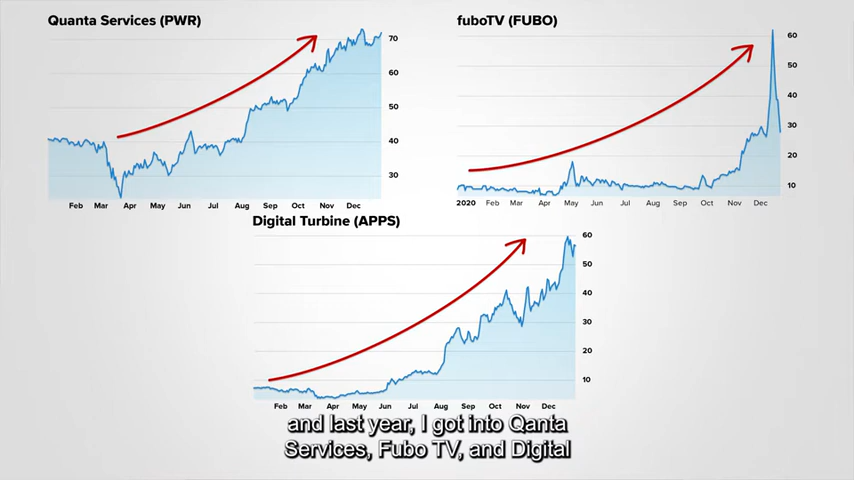 Quanta Services (PWR)
70
60
50
40
30
Feb Mar Apr May Jun Jul Aug Sep Oct Nov Dec
fuboTV (FUBO)
60
50
40
30
20
10
2020 Feb Mar Apr May Jun Jul Aug Sep Oct Nov Dec
Digital Turbine (APPS)
60
50
40
30
20
10
Feb Mar Apr May Jun Jul Aug Sep Oct Nov Dec
and last year, I got into Qanta
Services, Fubo TV, and Digital